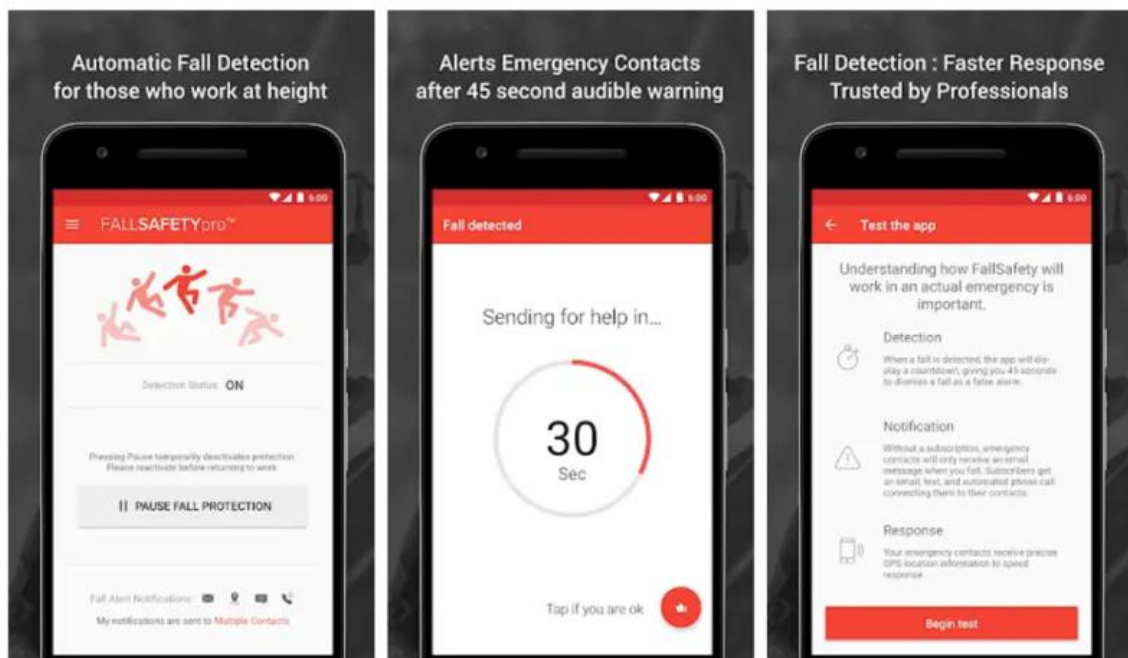 Automatic Fall Detection
for those who work at height
6:00
FALLSAFETYpro™
Detection Status ON
Pressing Pause temporarily deactivates protection.
Please reactivate before returning to work.
PAUSE FALL PROTECTION
Fall Alert Notifications
My notifications are sent to Multiple Contacts
Alerts Emergency Contacts
after 45 second audible warning
6:00
Fall detected
Sending for help in...
30
Sec
Tap if you are ok
Fall Detection : Faster Response
Trusted by Professionals
6:00
Test the app
Understanding how FallSafety will
work in an actual emergency is
important.
Detection
When a fall is detected, the app will dis-
play a countdown, giving you 45 seconds
to dismiss a fall as a false alarm.
Notification
Without a subscription, emergency
contacts will only receive an email
message when you fall. Subscribers get
an email, text, and automated phone call
connecting them to their contacts.
Response
Your emergency contacts receive precise
GPS location information to speed
response
Begin test